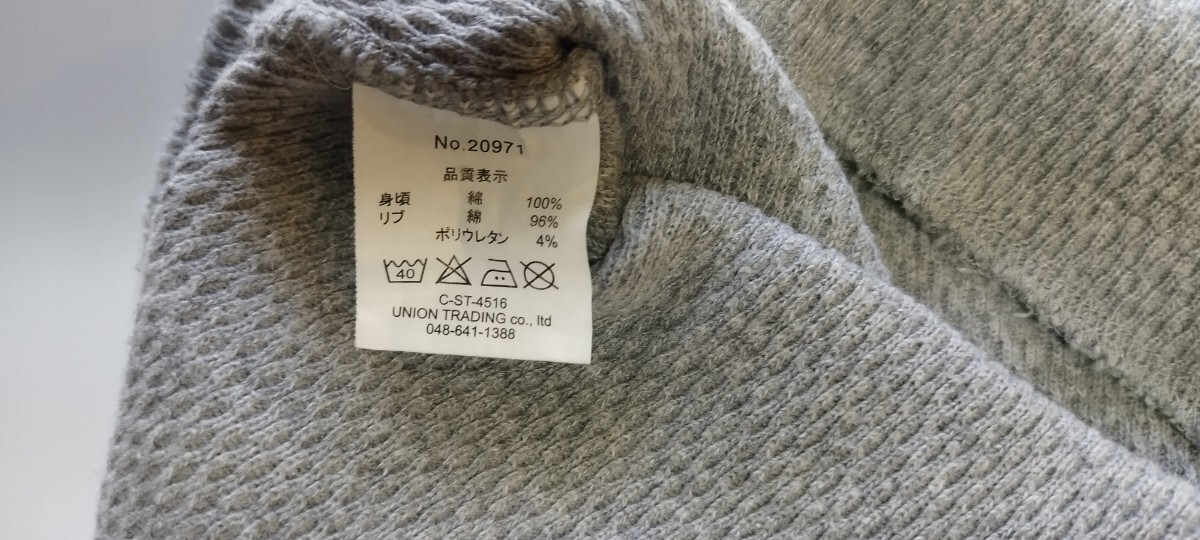 No.20971
品質表示
身頃 綿 100%
リブ 綿 96%
ポリウレタン 4%
40
C-ST-4516
UNION TRADING co., ltd
048-641-1388